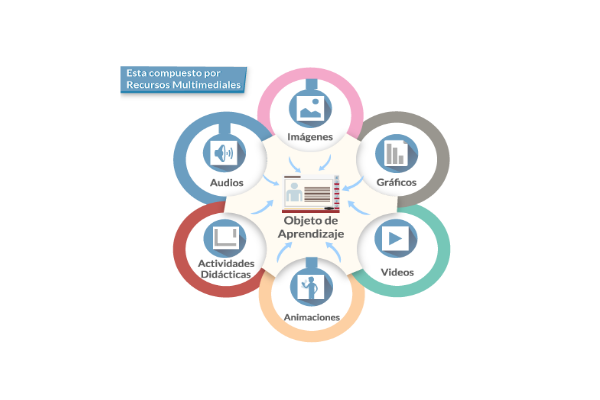 Esta compuesto por
Recursos Multimediales
Imágenes
Audios
Gráficos
Objeto de
Aprendizaje
Actividades
Didácticas
Videos
Animaciones